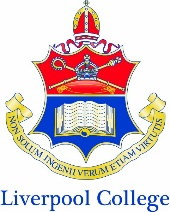 NON SOLUM INGENII VERUM ETIAM VIRTUTIS
Liverpool College